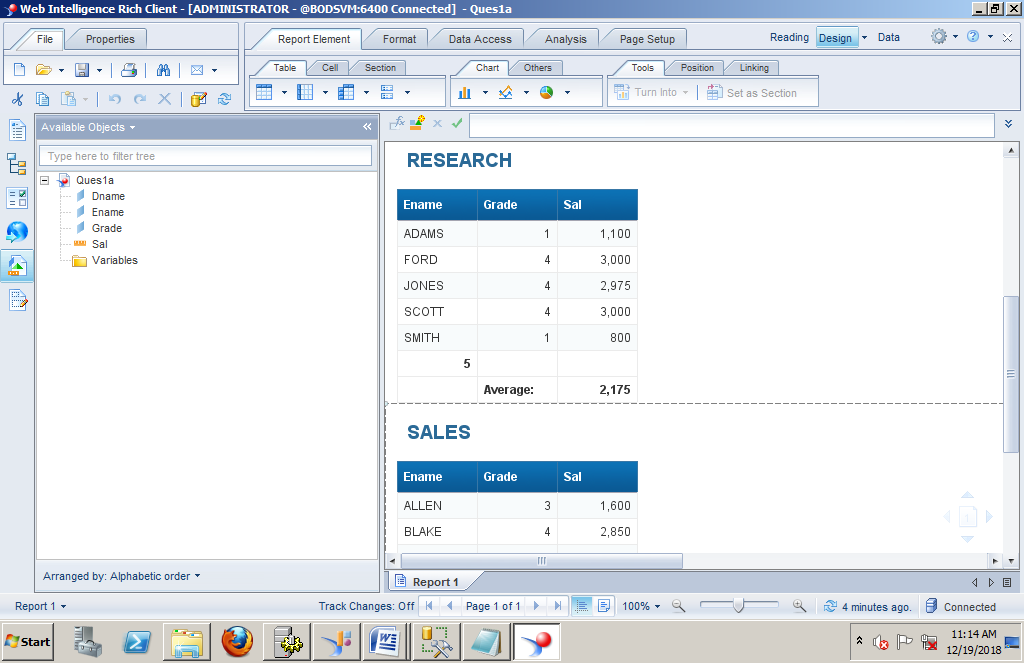 Web Intelligence Rich Client - [ADMINISTRATOR - @BODSVM:6400 Connected]  - Ques1a
File Properties
Report Element Format Data Access Analysis Page Setup
Reading Design Data
Table Cell Section
Chart Others
Tools Position Linking
Turn Into
Set as Section
Available Objects
Type here to filter tree
Ques1a
Dname
Ename
Grade
Sal
Variables
Arranged by: Alphabetic order
RESEARCH
Ename Grade Sal
ADAMS 1 1,100
FORD 4 3,000
JONES 4 2,975
SCOTT 4 3,000
SMITH 1 800
5
Average: 2,175
SALES
Ename Grade Sal
ALLEN 3 1,600
BLAKE 4 2,850
Report 1
Report 1
Track Changes: Off
Page 1 of 1
100%
4 minutes ago.
Connected
Start
11:14 AM
12/19/2018